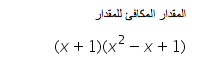 المقدار المكافئ للمقدار
(x + 1)(x² − x + 1)